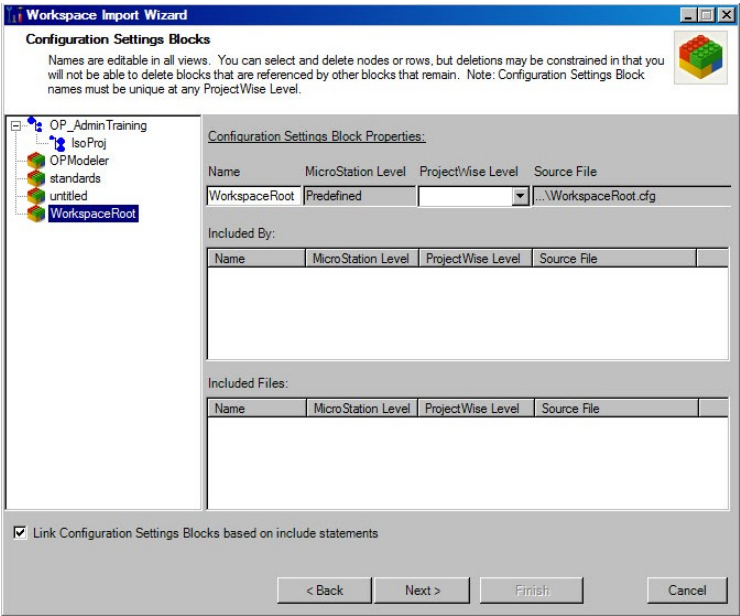 Workspace Import Wizard
Configuration Settings Blocks
Names are editable in all views. You can select and delete nodes or rows, but deletions may be constrained in that you
will not be able to delete blocks that are referenced by other blocks that remain. Note: Configuration Settings Block
names must be unique at any ProjectWise Level.
OP_AdminTraining
IsoProj
OPModeler
standards
untitled
WorkspaceRoot
Configuration Settings Block Properties:
Name MicroStation Level ProjectWise Level Source File
WorkspaceRoot Predefined ...\WorkspaceRoot.cfg
Included By:
Name MicroStation Level ProjectWise Level Source File
Included Files:
Name MicroStation Level ProjectWise Level Source File
Link Configuration Settings Blocks based on include statements
< Back Next > Finish Cancel